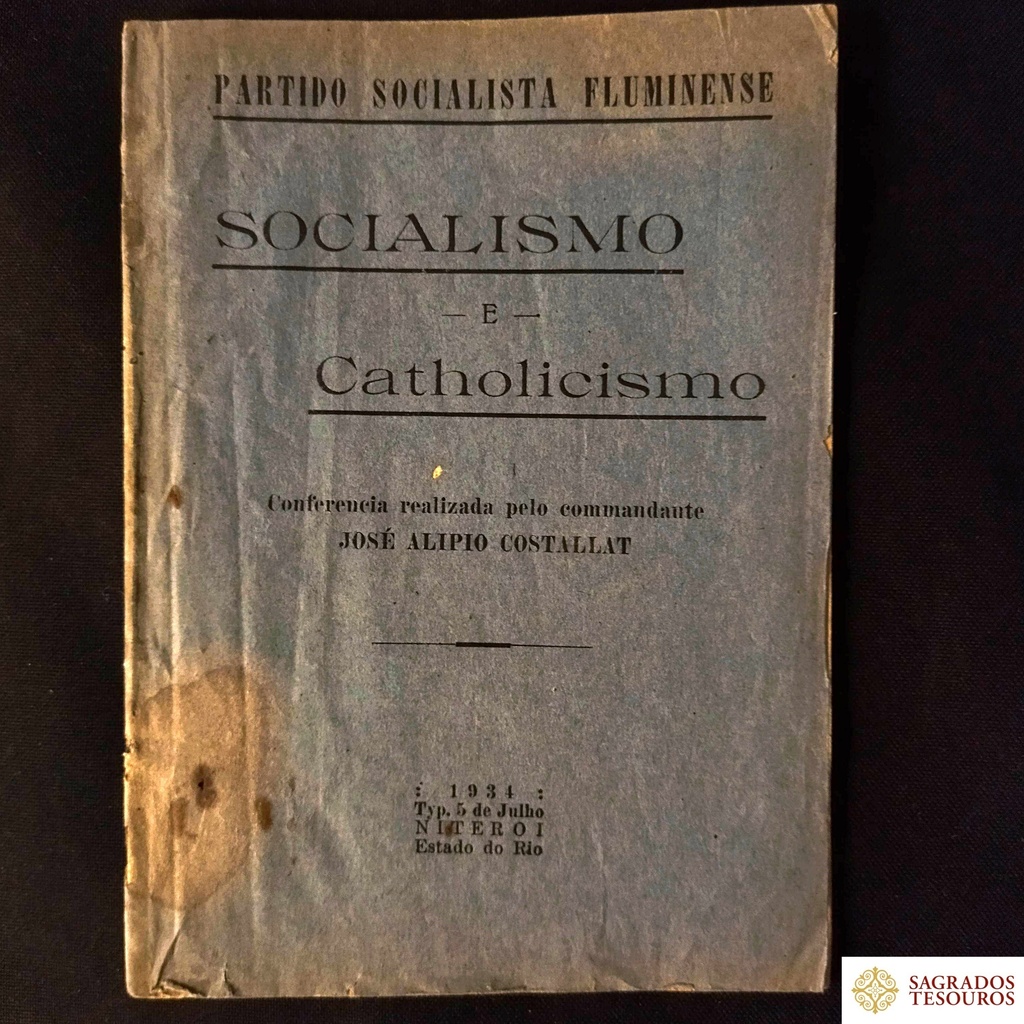 PARTIDO SOCIALISTA FLUMINENSE
SOCIALISMO
— E —
Catholicismo
Conferencia realizada pelo commandante
JOSÉ ALIPIO COSTALLAT
: 1934 :
Typ. 5 de Julho
NITEROI
Estado do Rio
SAGRADOS
TESOUROS